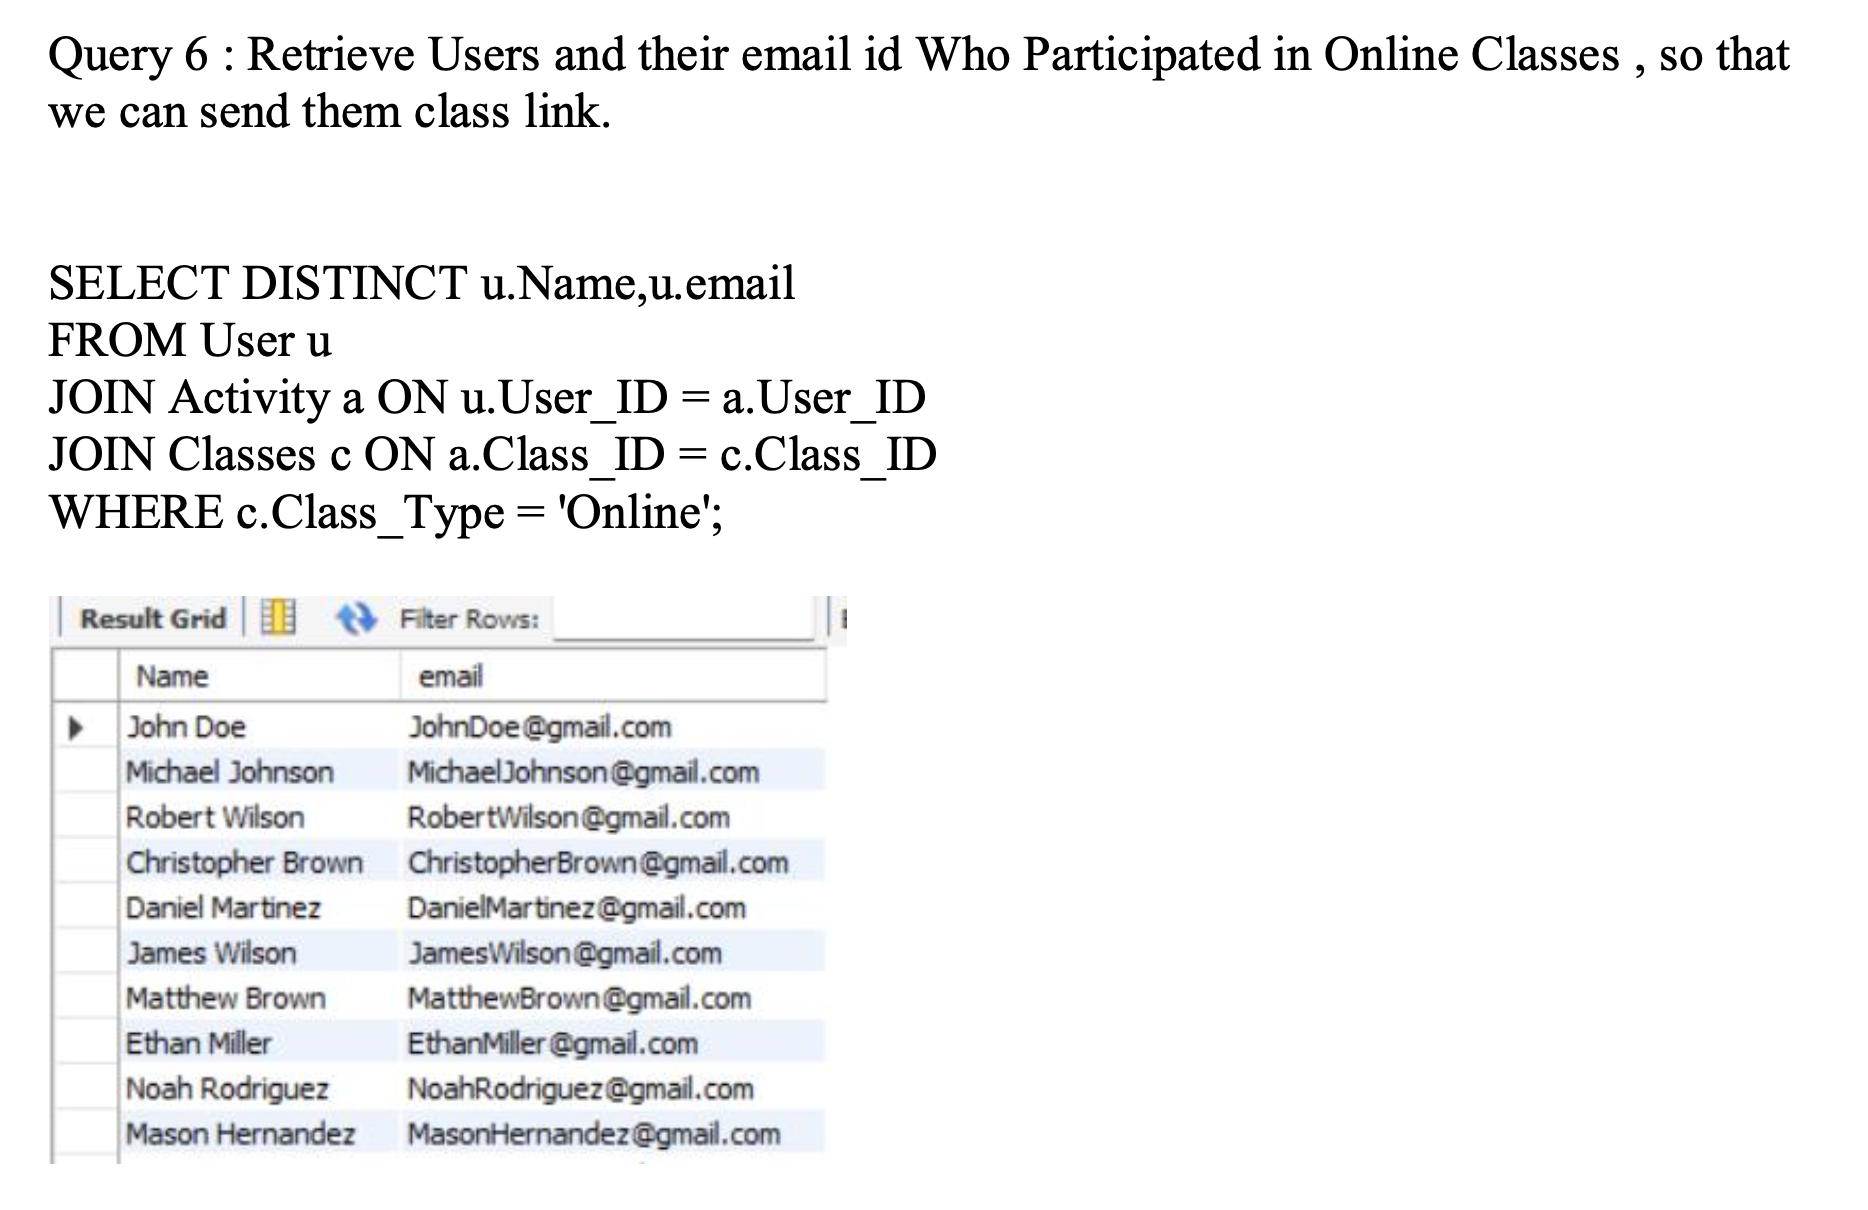 Query 6 : Retrieve Users and their email id Who Participated in Online Classes , so that
we can send them class link.
SELECT DISTINCT u.Name,u.email
FROM User u
JOIN Activity a ON u.User_ID = a.User_ID
JOIN Classes c ON a.Class_ID = c.Class_ID
WHERE c.Class_Type = 'Online';
Result Grid Filter Rows:
Name email
John Doe JohnDoe@gmail.com
Michael Johnson MichaelJohnson@gmail.com
Robert Wilson RobertWilson@gmail.com
Christopher Brown ChristopherBrown@gmail.com
Daniel Martinez DanielMartinez@gmail.com
James Wilson JamesWilson@gmail.com
Matthew Brown MatthewBrown@gmail.com
Ethan Miller EthanMiller@gmail.com
Noah Rodriguez NoahRodriguez@gmail.com
Mason Hernandez MasonHernandez@gmail.com